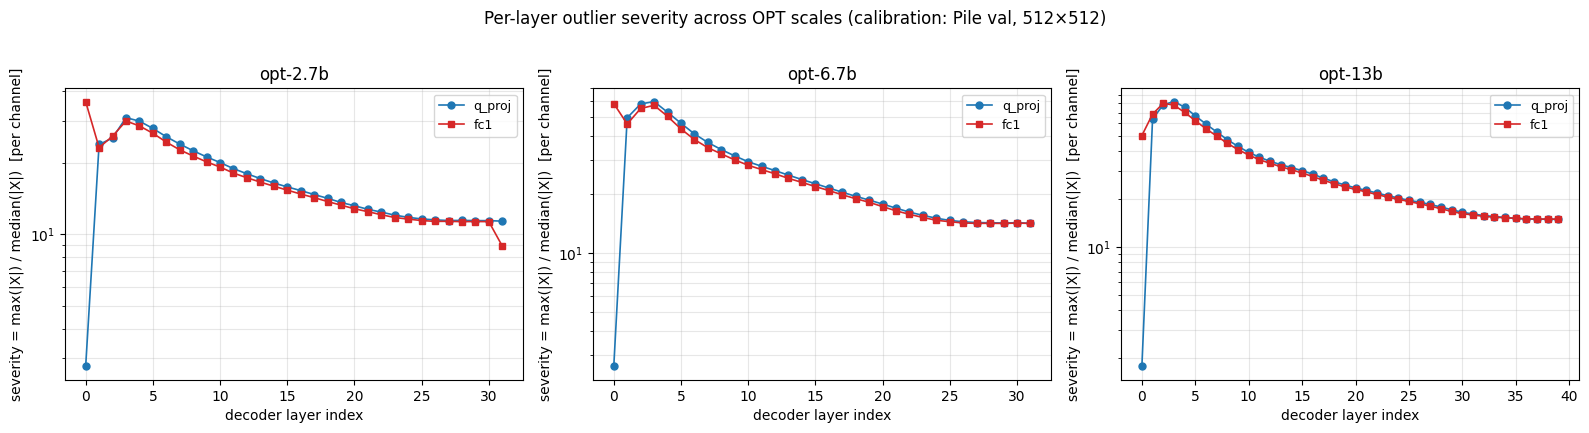 Per-layer outlier severity across OPT scales (calibration: Pile val, 512×512)
opt-2.7b
severity = max(|X|) / median(|X|)  [per channel]
10¹
q_proj
fc1
0 5 10 15 20 25 30
decoder layer index
opt-6.7b
severity = max(|X|) / median(|X|)  [per channel]
10¹
q_proj
fc1
0 5 10 15 20 25 30
decoder layer index
opt-13b
severity = max(|X|) / median(|X|)  [per channel]
10¹
q_proj
fc1
0 5 10 15 20 25 30 35 40
decoder layer index